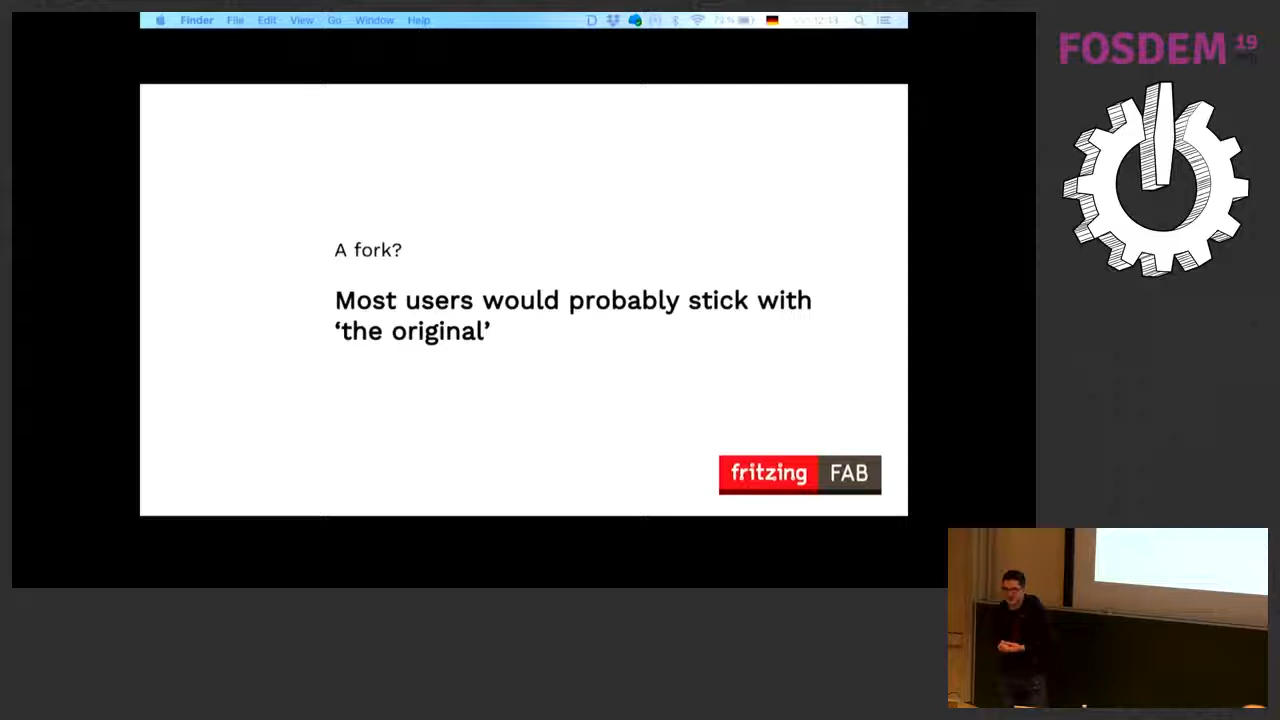 Finder File Edit View Go Window Help
FOSDEM 19
A fork?
Most users would probably stick with
‘the original’
fritzing FAB